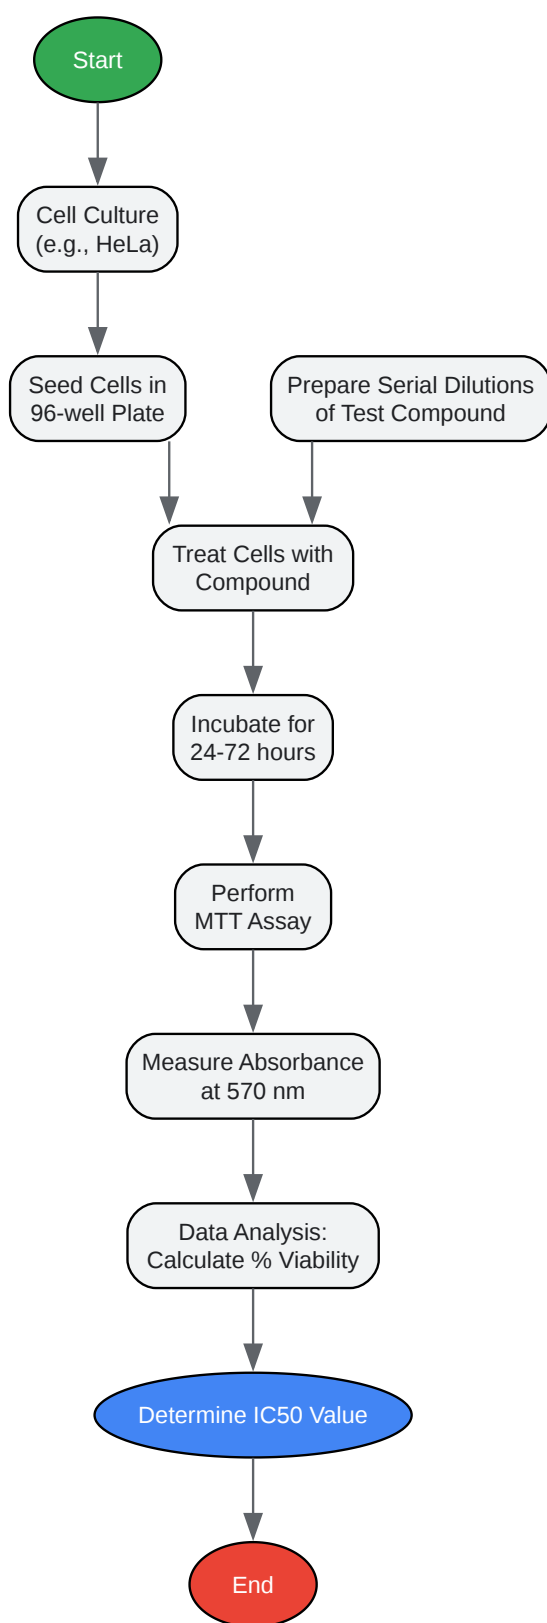 Start
Cell Culture
(e.g., HeLa)
Seed Cells in
96-well Plate
Prepare Serial Dilutions
of Test Compound
Treat Cells with
Compound
Incubate for
24-72 hours
Perform
MTT Assay
Measure Absorbance
at 570 nm
Data Analysis:
Calculate % Viability
Determine IC50 Value
End